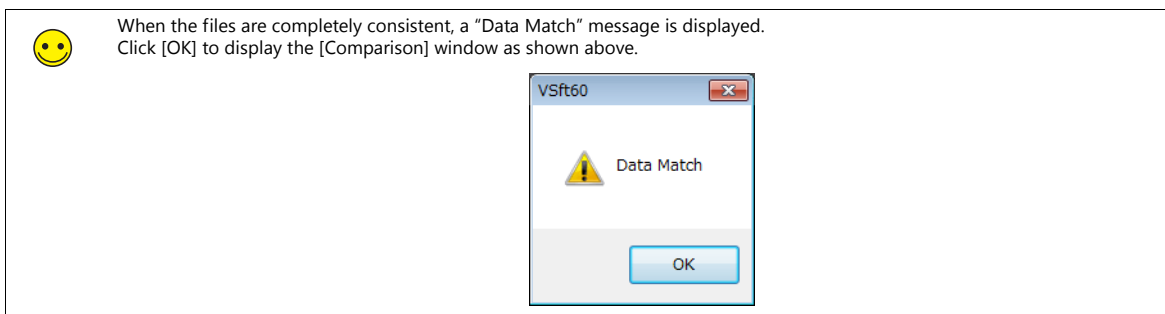 When the files are completely consistent, a “Data Match” message is displayed.
Click [OK] to display the [Comparison] window as shown above.
VSft60
Data Match
OK